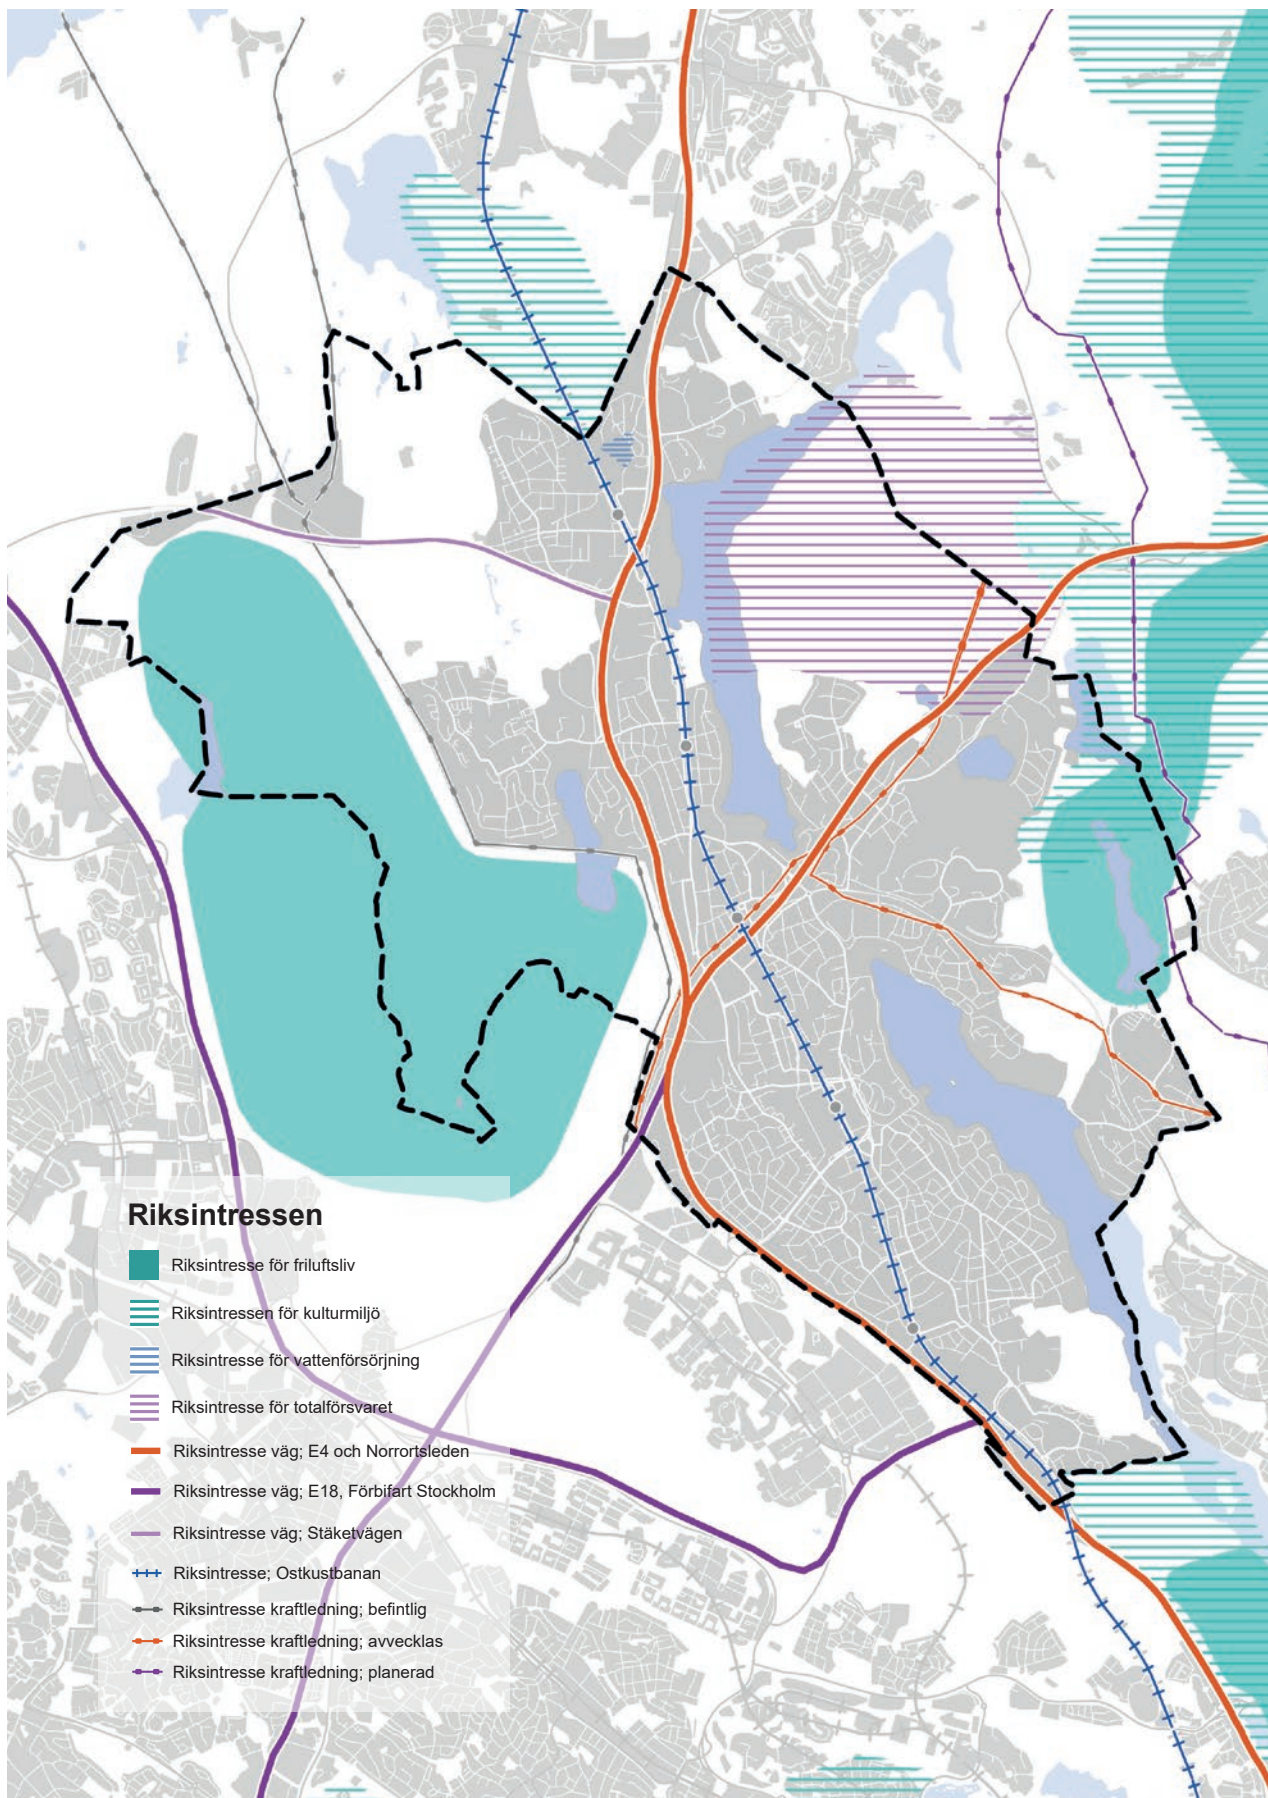 Riksintressen
Riksintresse för friluftsliv
Riksintressen för kulturmiljö
Riksintresse för vattenförsörjning
Riksintresse för totalförsvaret
Riksintresse väg; E4 och Norrortsleden
Riksintresse väg; E18, Förbifart Stockholm
Riksintresse väg; Stäketvägen
Riksintresse; Ostkustbanan
Riksintresse kraftledning; befintlig
Riksintresse kraftledning; avvecklas
Riksintresse kraftledning; planerad